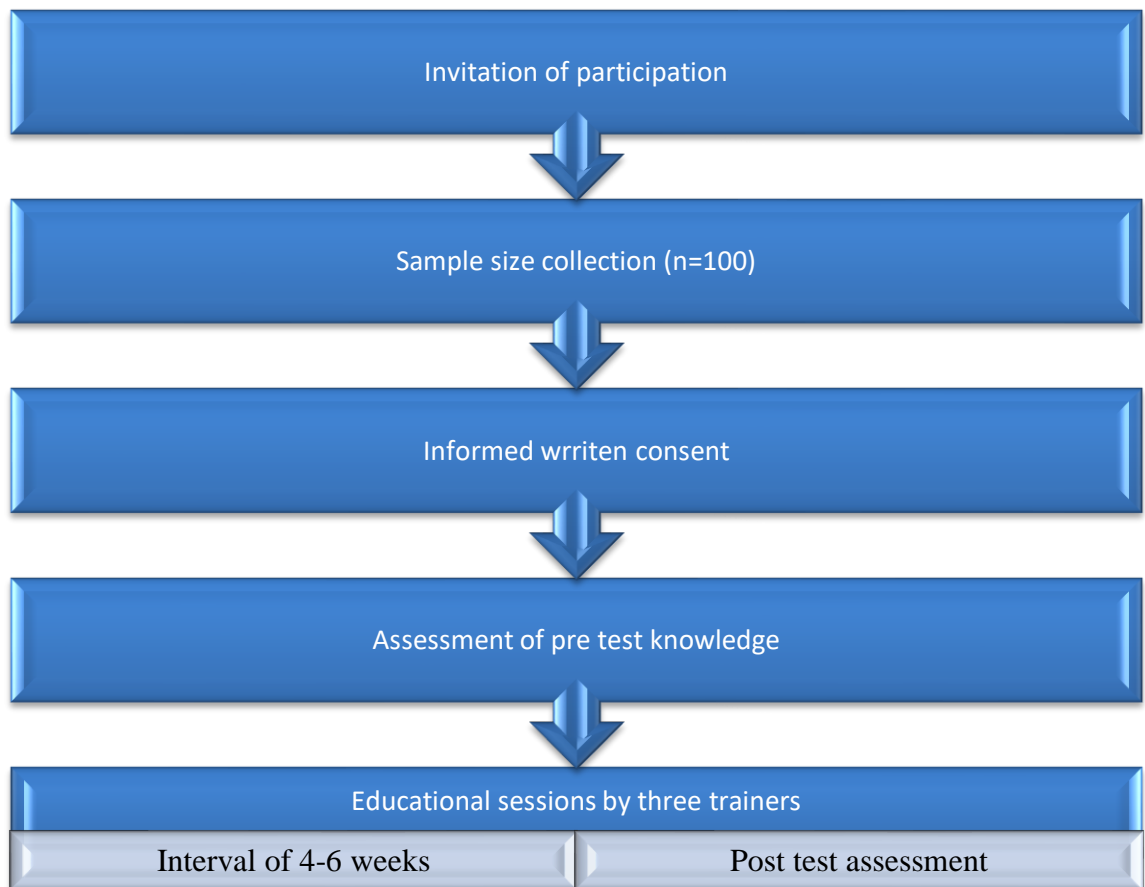 Invitation of participation
Sample size collection (n=100)
Informed wrriten consent
Assessment of pre test knowledge
Educational sessions by three trainers
Interval of 4-6 weeks
Post test assessment